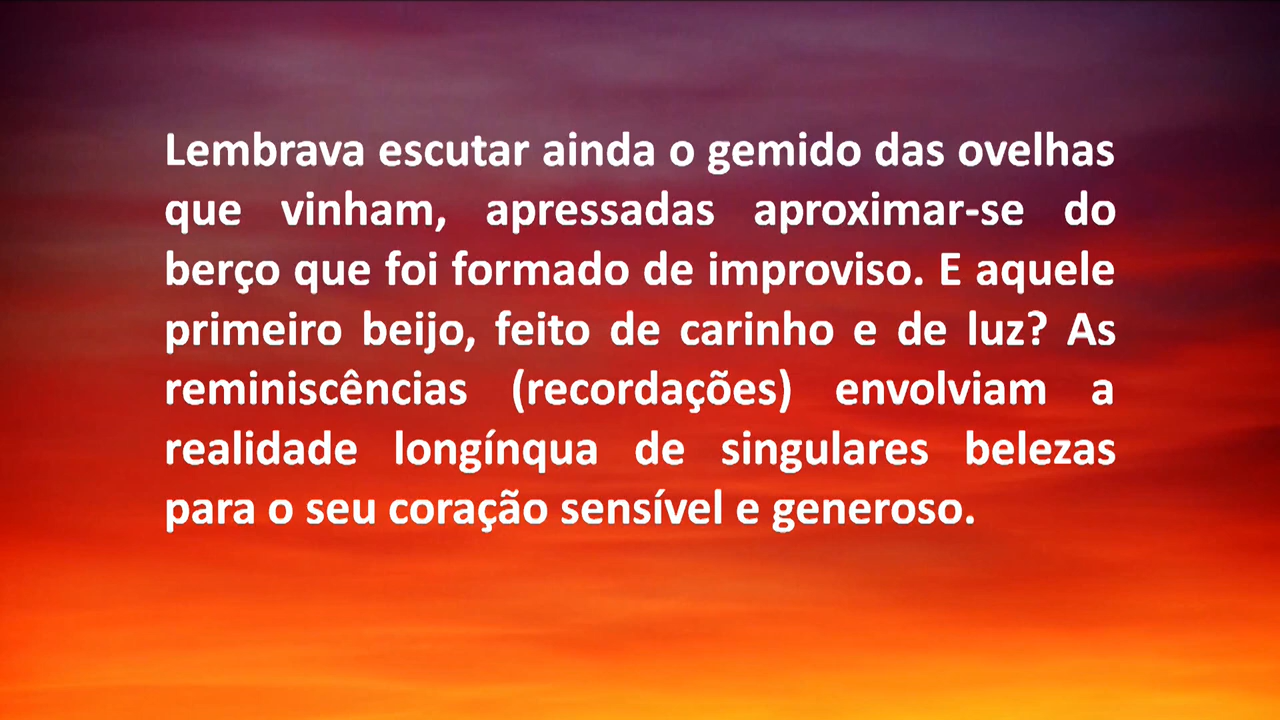 Lembrava escutar ainda o gemido das ovelhas
que vinham, apressadas aproximar-se do
berço que foi formado de improviso. E aquele
primeiro beijo, feito de carinho e de luz? As
reminiscências (recordações) envolviam a
realidade longínqua de singulares belezas
para o seu coração sensível e generoso.